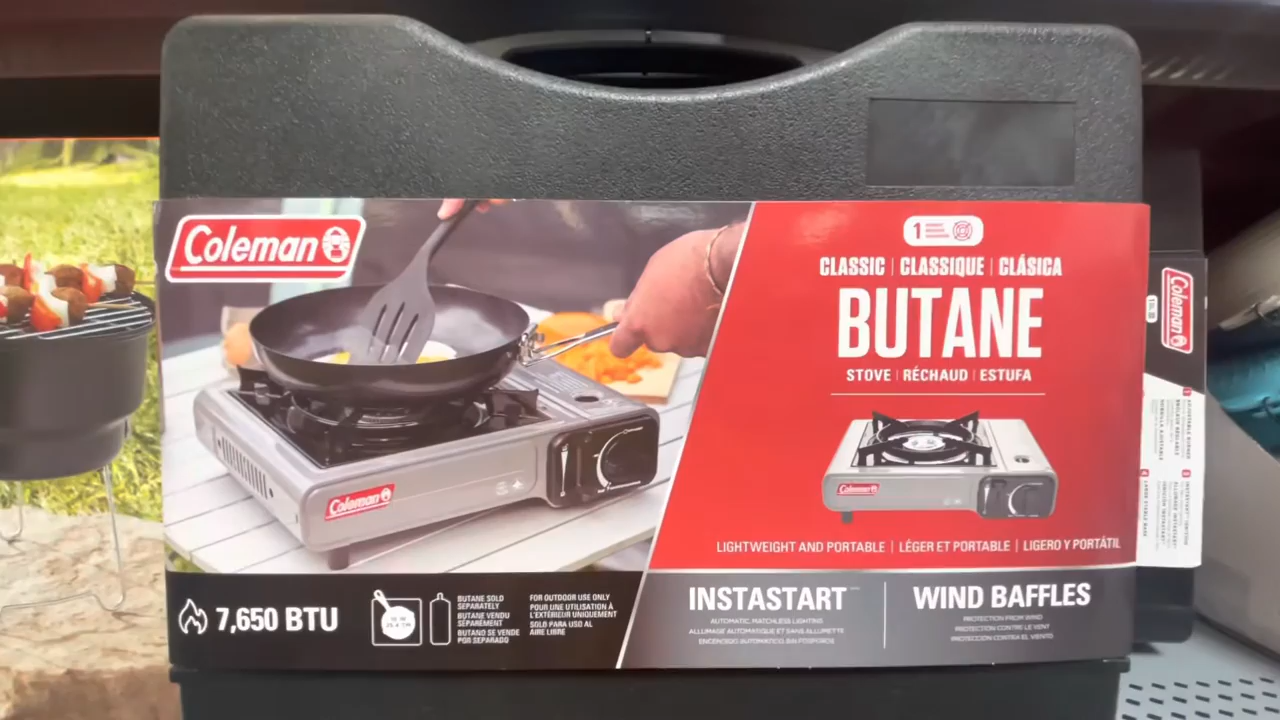 Coleman
1
CLASSIC | CLASSIQUE | CLÁSICA
BUTANE
STOVE | RÉCHAUD | ESTUFA
Coleman
Coleman
LIGHTWEIGHT AND PORTABLE | LÉGER ET PORTABLE | LIGERO Y PORTÁTIL
7,650 BTU
BUTANE SOLD
SEPARATELY
BUTANE VENDU
SÉPARÉMENT
BUTANO SE VENDE
POR SEPARADO
FOR OUTDOOR USE ONLY
POUR UNE UTILISATION À
L'EXTÉRIEUR UNIQUEMENT
SOLO PARA USO AL
AIRE LIBRE
INSTASTART
AUTOMATIC, MATCHLESS LIGHTING
ALLUMAGE AUTOMATIQUE ET SANS ALLUMETTE
ENCENDIDO AUTOMÁTICO, SIN FÓSFOROS
WIND BAFFLES
PROTECTION FROM WIND
PROTECTION CONTRE LE VENT
PROTECCIÓN CONTRA EL VIENTO
Coleman